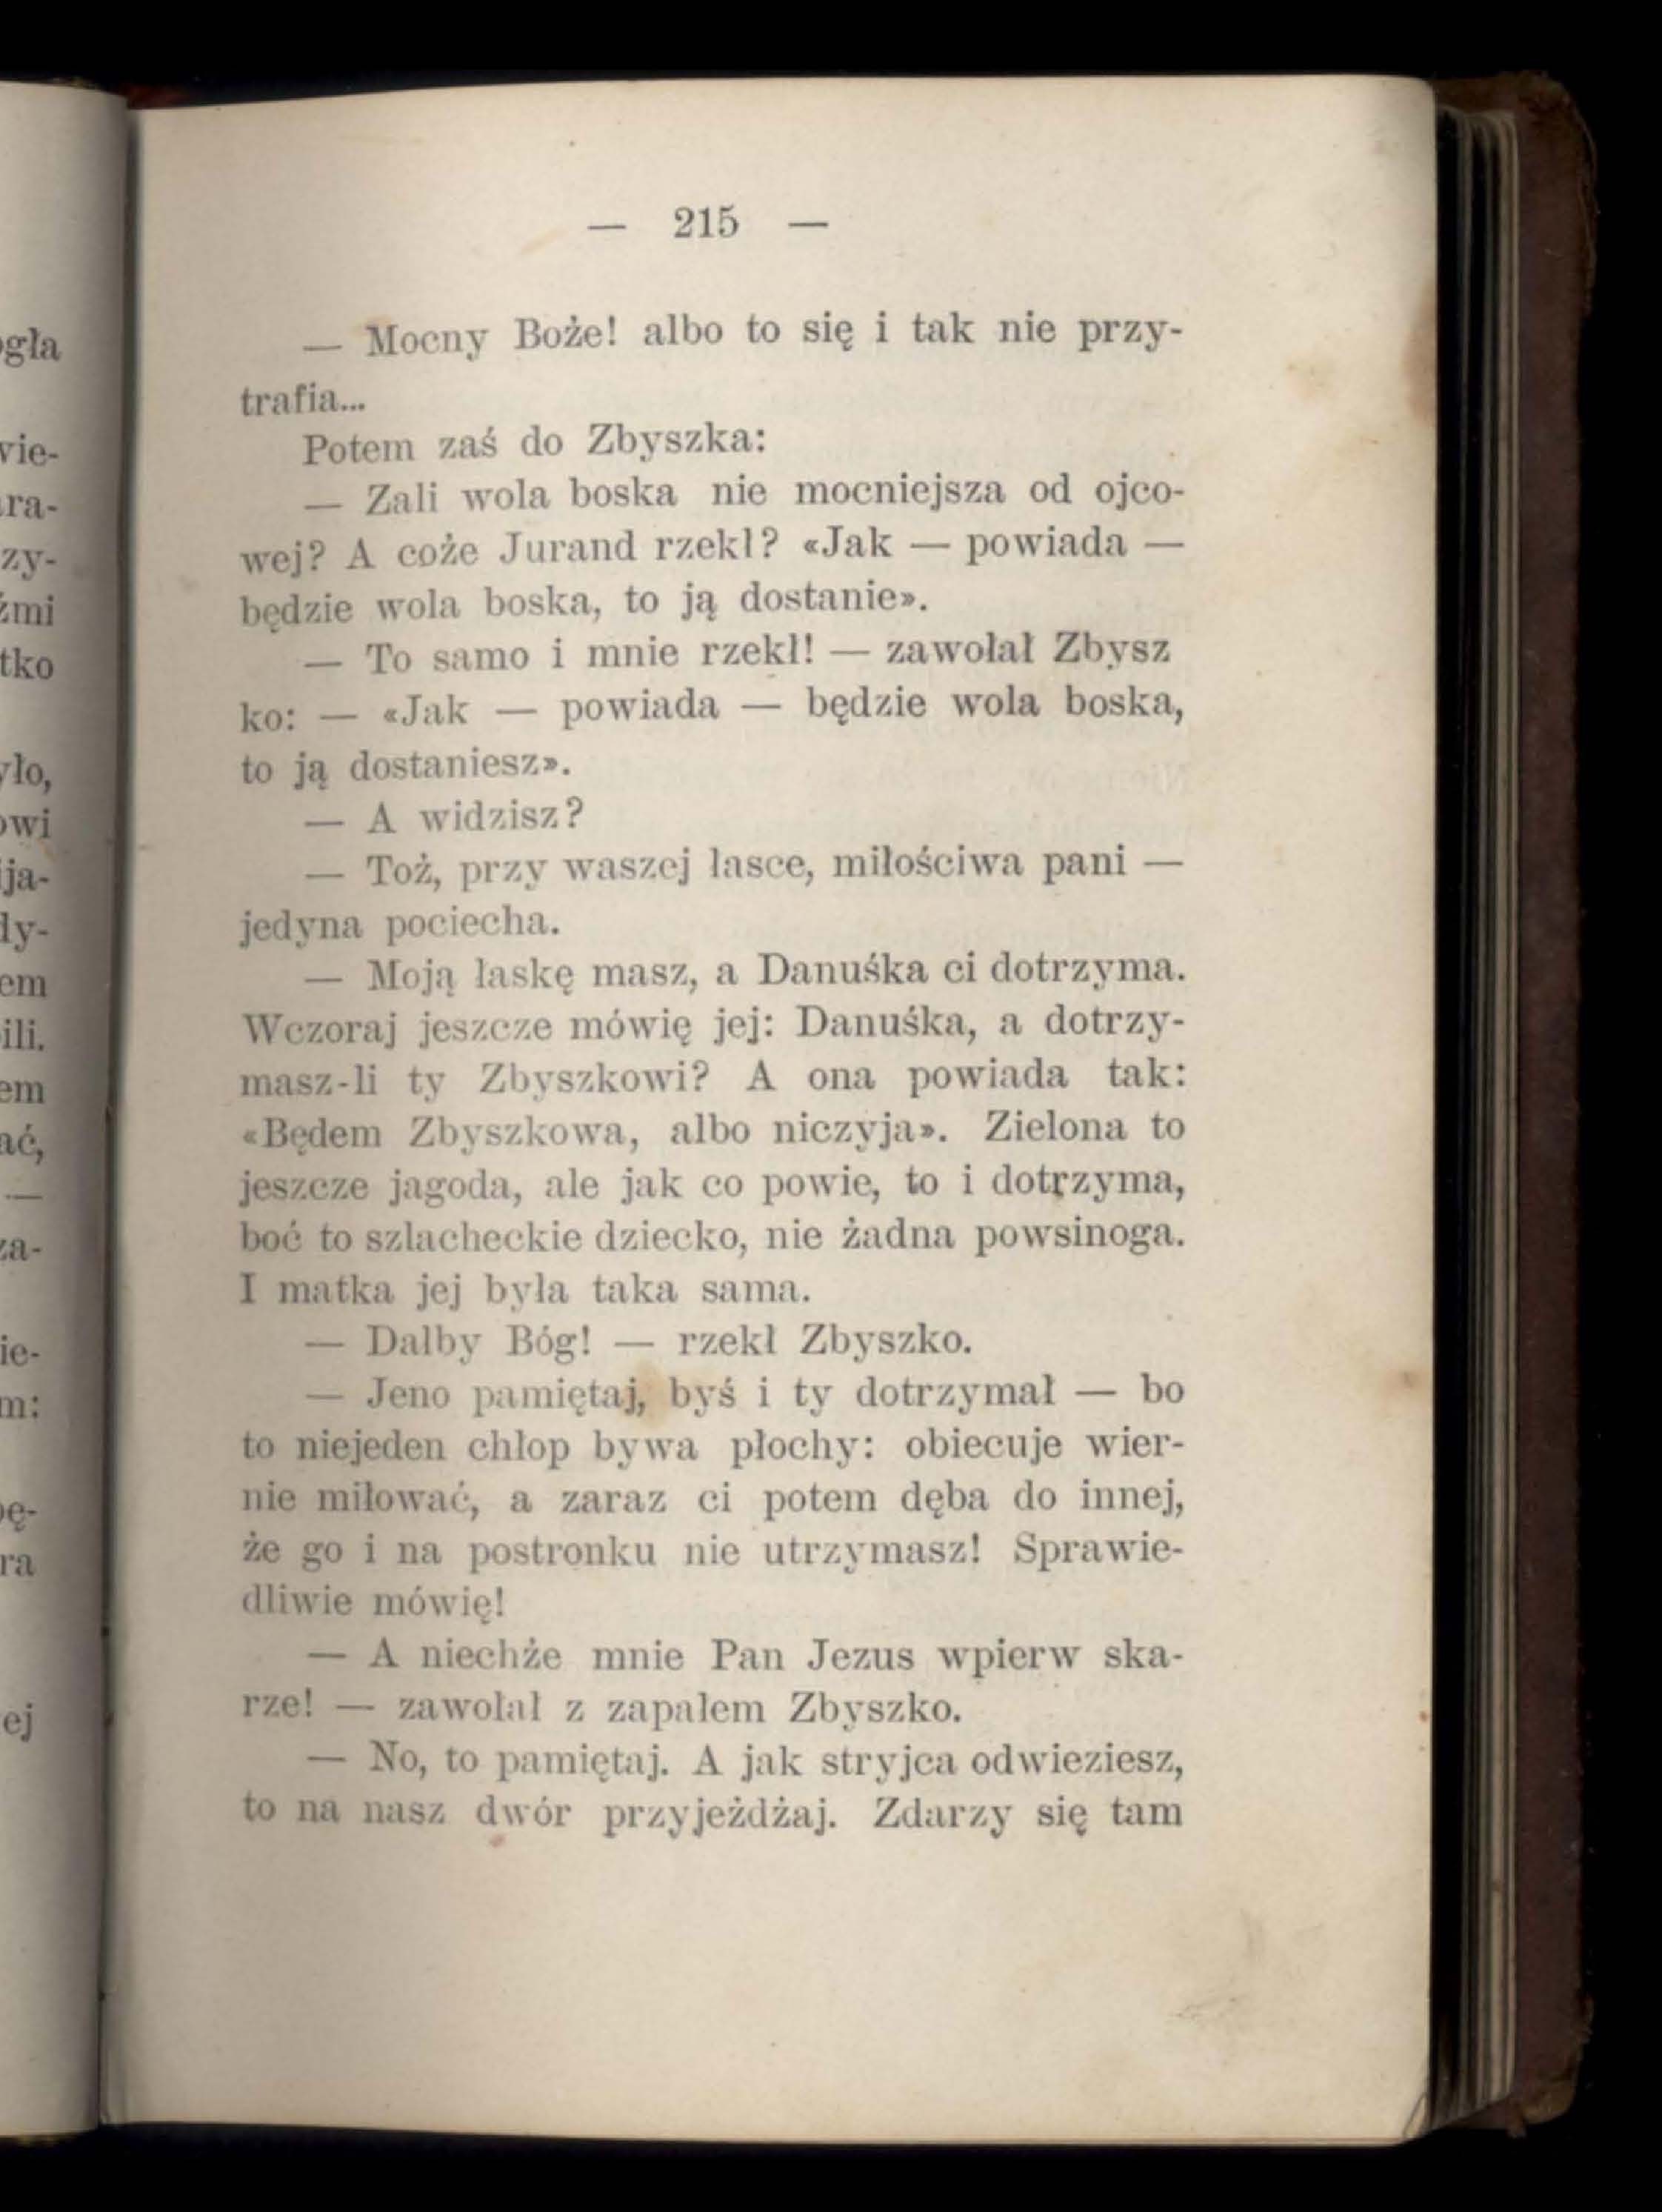 — 215 —
— Mocny Boże! albo to się i tak nie przy-
trafia...
Potem zaś do Zbyszka:
— Zali wola boska nie mocniejsza od ojco-
wej? A coże Jurand rzekł? «Jak — powiada —
będzie wola boska, to ją dostanie».
— To samo i mnie rzekł! — zawołał Zbysz
ko: — «Jak — powiada — będzie wola boska,
to ją dostaniesz».
— A widzisz?
— Toż, przy waszej łasce, miłościwa pani —
jedyna pociecha.
— Moją łaskę masz, a Danuśka ci dotrzyma.
Wczoraj jeszcze mówię jej: Danuśka, a dotrzy-
masz-li ty Zbyszkowi? A ona powiada tak:
«Będem Zbyszkowa, albo niczyja». Zielona to
jeszcze jagoda, ale jak co powie, to i dotrzyma,
boć to szlacheckie dziecko, nie żadna powsinoga.
I matka jej była taka sama.
— Dałby Bóg! — rzekł Zbyszko.
— Jeno pamiętaj, byś i ty dotrzymał — bo
to niejeden chłop bywa płochy: obiecuje wier-
nie miłować, a zaraz ci potem dęba do innej,
że go i na postronku nie utrzymasz! Sprawie-
dliwie mówię!
— A niechże mnie Pan Jezus wpierw ska-
rze! — zawołał z zapałem Zbyszko.
— No, to pamiętaj. A jak stryjca odwieziesz,
to na nasz dwór przyjeżdżaj. Zdarzy się tam